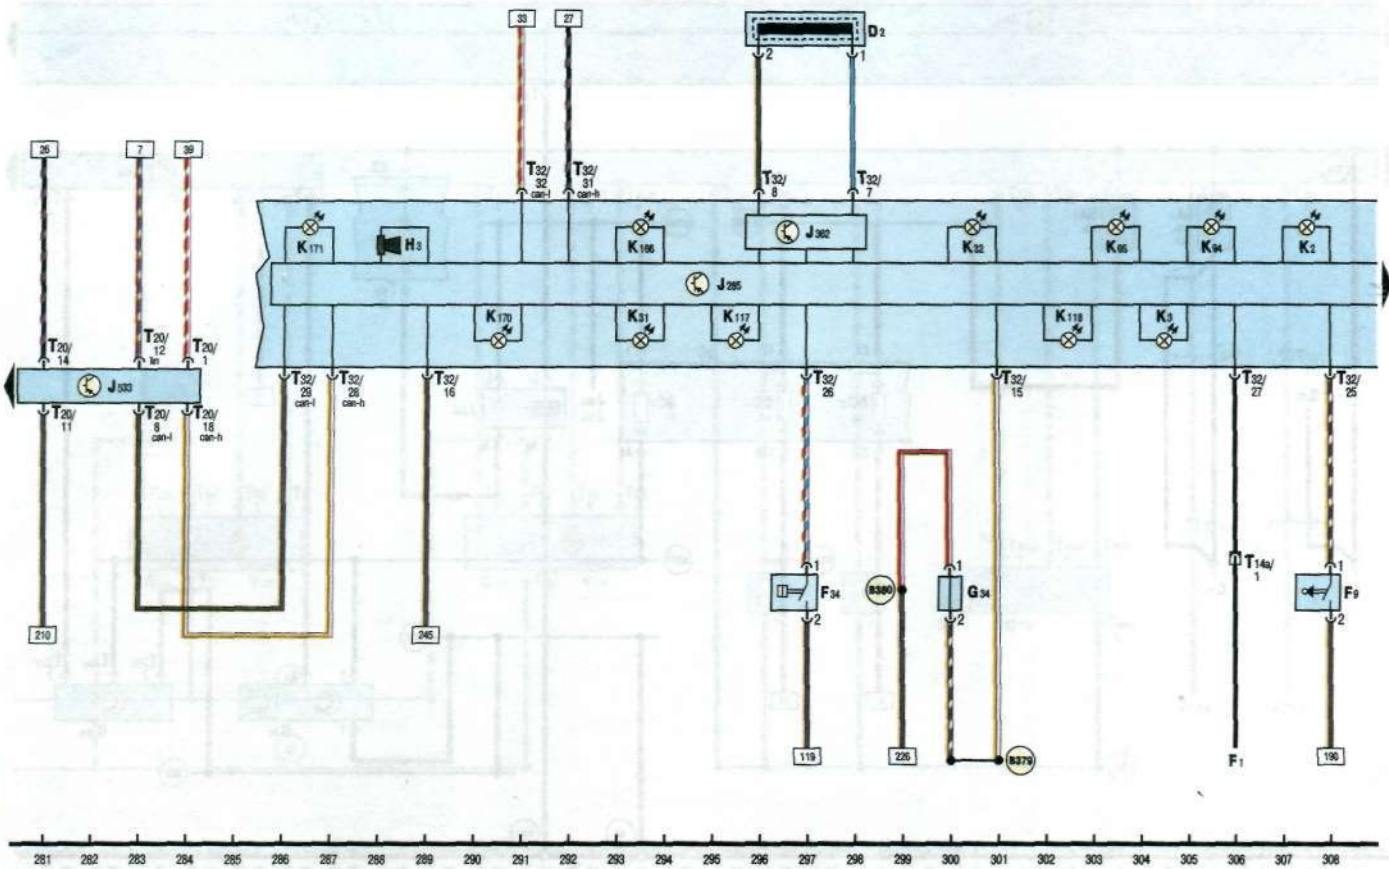 33 27
D2
2 1
26 7 39
T32/ 32 can-l T32/ 31 can-h T32/ 8 T32/ 7
K171 H3 K166 J362 K32 K65 K94 K2
J285
K170 K31 K117 K118 K3
T20/ 14 T20/ 12 lin T20/ 1
J533
T20/ 11 T20/ 8 can-l T20/ 18 can-h
T32/ 29 can-l T32/ 28 can-h T32/ 16 T32/ 26 T32/ 15 T32/ 27 T32/ 25
1 1 T14a/ 1 1
F34 B380 G34 F9
2 2 2
210 245
119 226 B379 F1 190
281 282 283 284 285 286 287 288 289 290 291 292 293 294 295 296 297 298 299 300 301 302 303 304 305 306 307 308